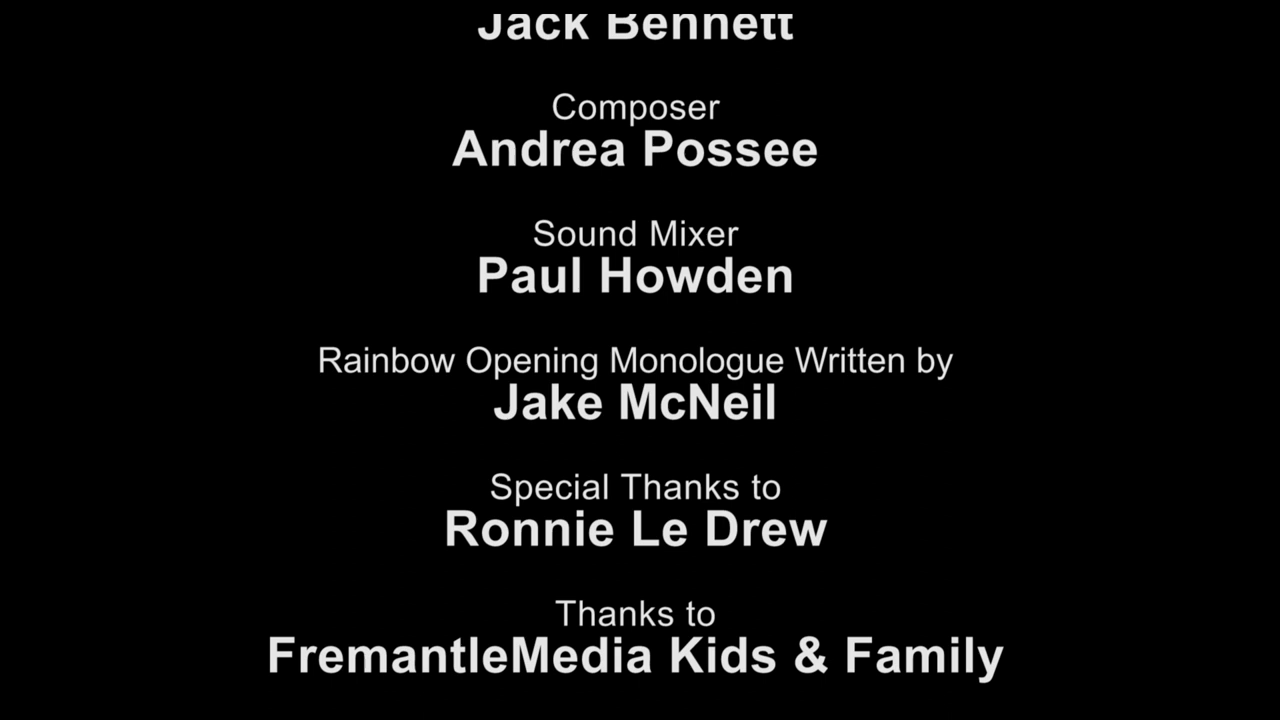 Jack Bennett
Composer
Andrea Possee
Sound Mixer
Paul Howden
Rainbow Opening Monologue Written by
Jake McNeil
Special Thanks to
Ronnie Le Drew
Thanks to
FremantleMedia Kids & Family